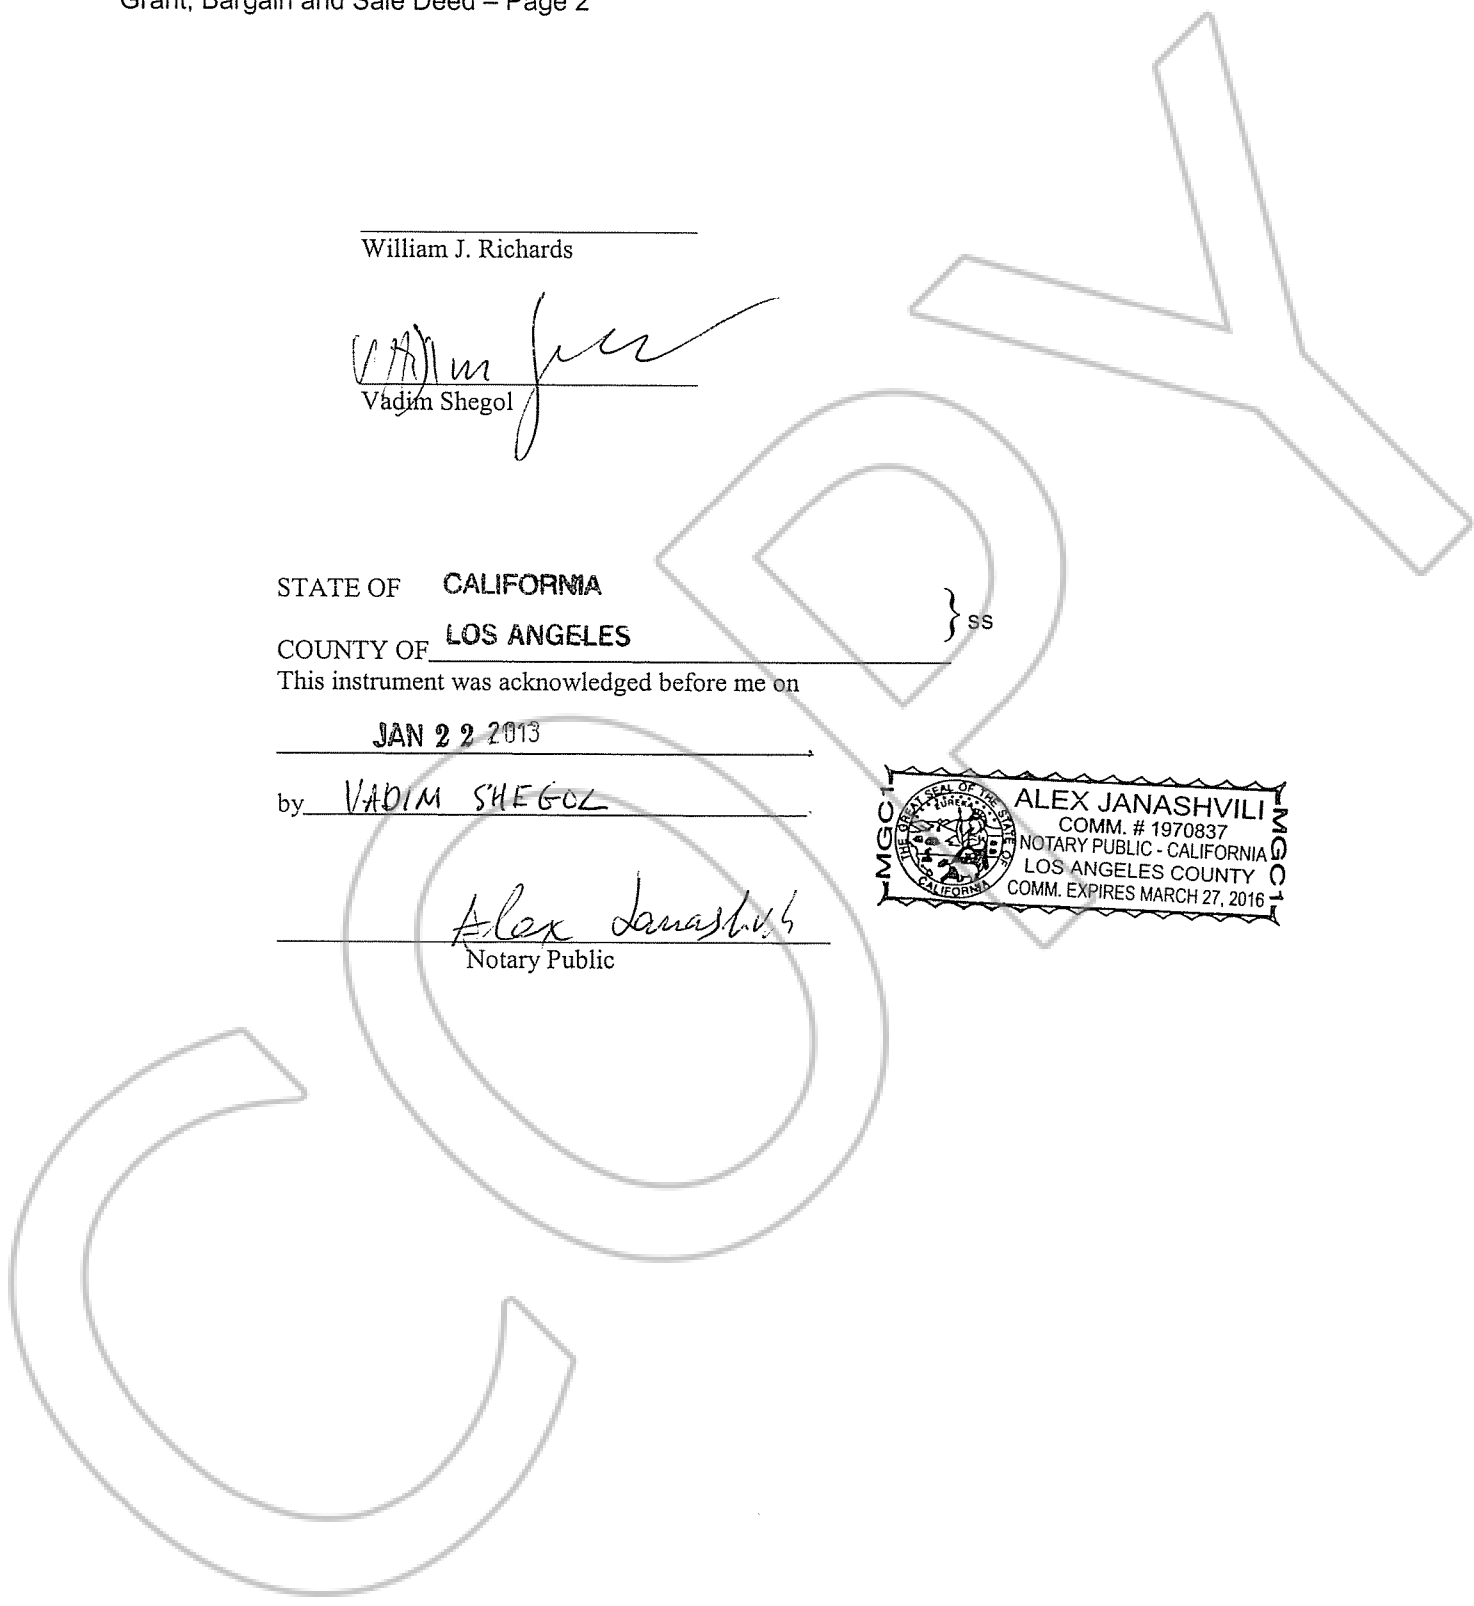 Grant, Bargain and Sale Deed – Page 2
William J. Richards
Vadim
Vadim Shegol
STATE OF CALIFORNIA
COUNTY OF LOS ANGELES } ss
This instrument was acknowledged before me on
JAN 22 2013
by VADIM SHEGOL
Alex Janashvili
Notary Public
MGC1
THE GREAT SEAL OF THE STATE OF CALIFORNIA
EUREKA
ALEX JANASHVILI
COMM. # 1970837
NOTARY PUBLIC - CALIFORNIA
LOS ANGELES COUNTY
COMM. EXPIRES MARCH 27, 2016
MGC1
COPY